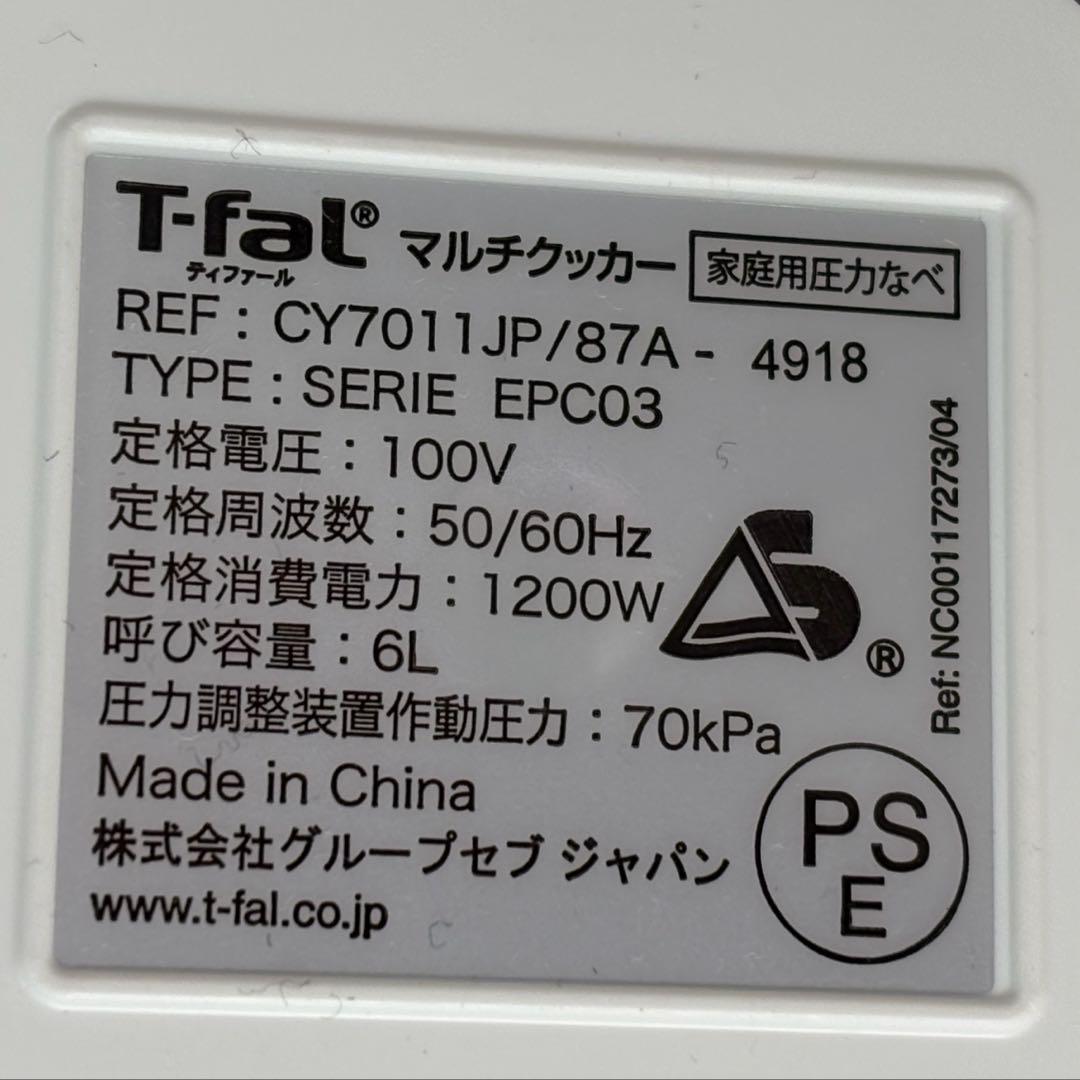 T-fal® マルチクッカー 家庭用圧力なべ
ティファール
REF : CY7011JP/87A - 4918
TYPE : SERIE EPC03
定格電圧 : 100V
定格周波数 : 50/60Hz
定格消費電力 : 1200W
呼び容量 : 6L
圧力調整装置作動圧力 : 70kPa
Made in China
株式会社グループセブ ジャパン
www.t-fal.co.jp
S ®
PS
E
Ref: NC00117273/04